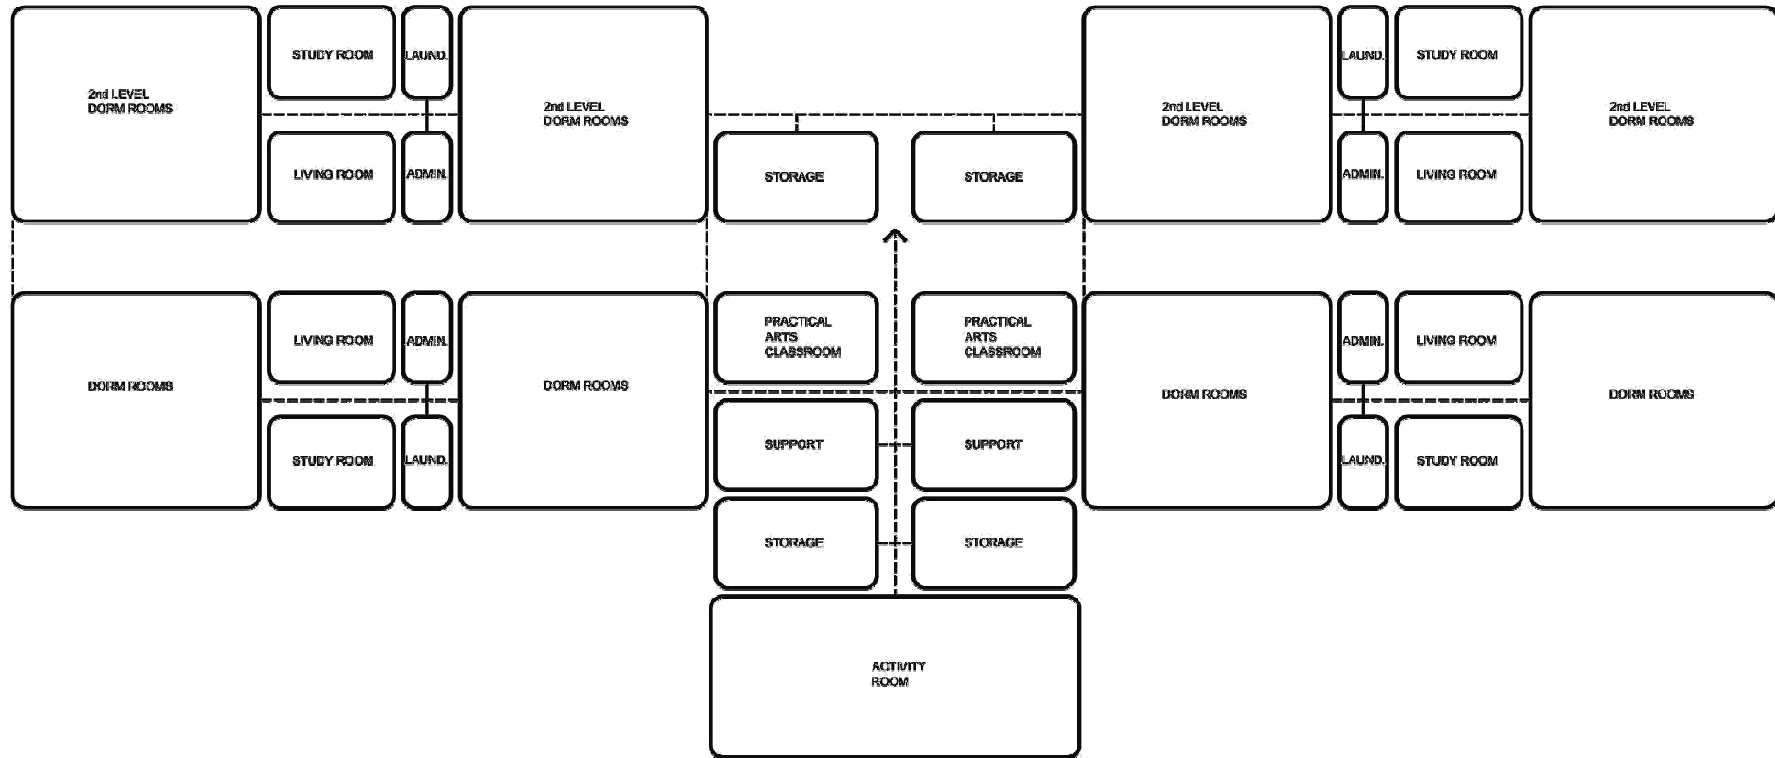 STUDY ROOM
LAUND.
LAUND.
STUDY ROOM
2nd LEVEL
DORM ROOMS
2nd LEVEL
DORM ROOMS
2nd LEVEL
DORM ROOMS
2nd LEVEL
DORM ROOMS
LIVING ROOM
ADMIN.
STORAGE
STORAGE
ADMIN.
LIVING ROOM
LIVING ROOM
ADMIN.
PRACTICAL
ARTS
CLASSROOM
PRACTICAL
ARTS
CLASSROOM
ADMIN.
LIVING ROOM
DORM ROOMS
DORM ROOMS
DORM ROOMS
DORM ROOMS
STUDY ROOM
LAUND.
SUPPORT
SUPPORT
LAUND.
STUDY ROOM
STORAGE
STORAGE
ACTIVITY
ROOM